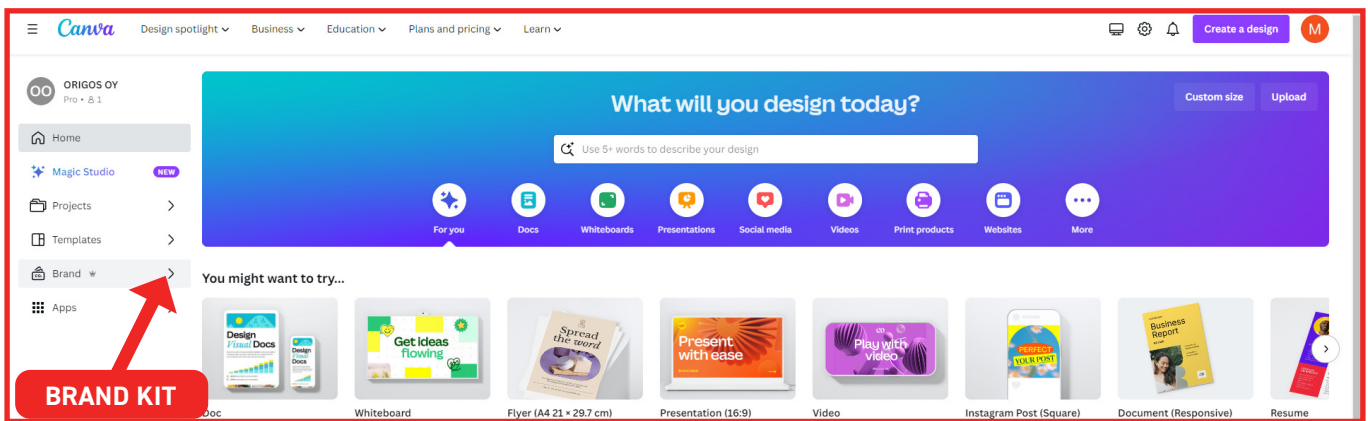 Canva
Design spotlight
Business
Education
Plans and pricing
Learn
Create a design
M
OO
ORIGOS OY
Pro • 1
Home
Magic Studio
NEW
Projects
Templates
Brand
Apps
BRAND KIT
What will you design today?
Custom size
Upload
Use 5+ words to describe your design
For you
Docs
Whiteboards
Presentations
Social media
Videos
Print products
Websites
More
You might want to try...
Design
Visual Docs
Design
Visual
Docs
Get ideas
flowing
Spread
the word
Present
with ease
Play with
video
PERFECT
YOUR POST
Business
Report
Doc
Whiteboard
Flyer (A4 21 × 29.7 cm)
Presentation (16:9)
Video
Instagram Post (Square)
Document (Responsive)
Resume